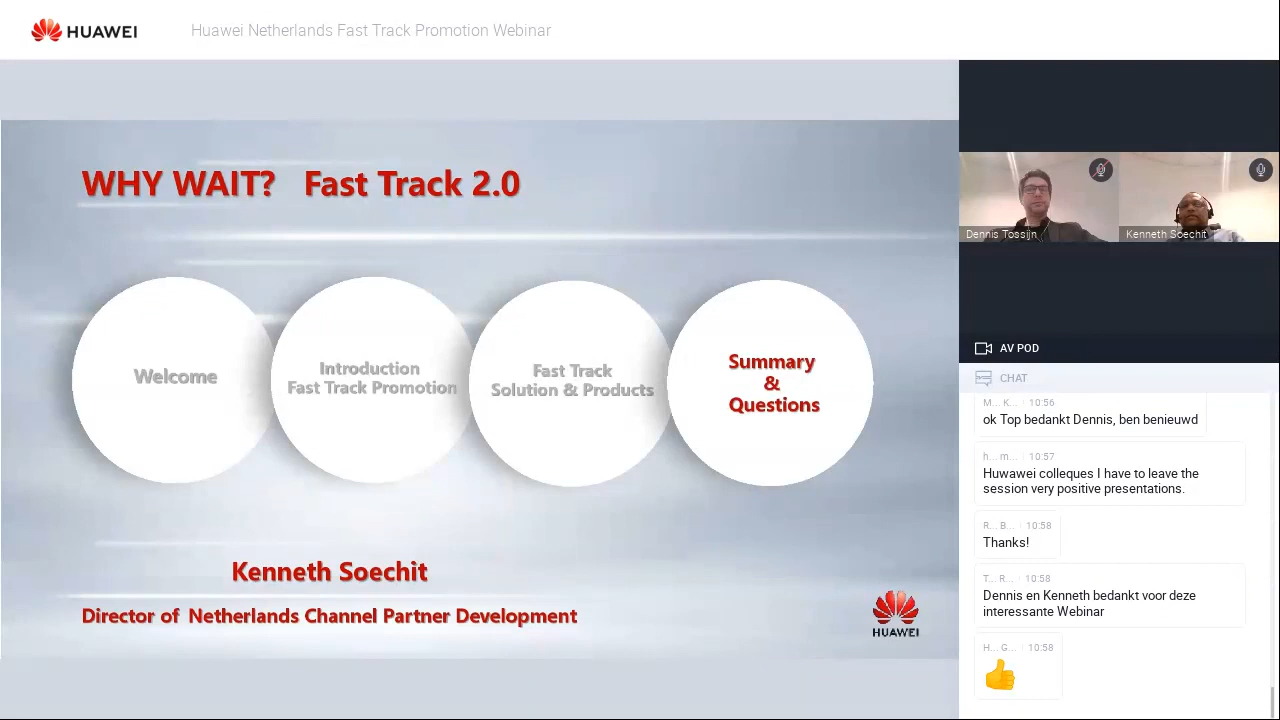 HUAWEI
Huawei Netherlands Fast Track Promotion Webinar
WHY WAIT? Fast Track 2.0
Welcome
Introduction
Fast Track Promotion
Fast Track
Solution & Products
Summary
&
Questions
Kenneth Soechit
Director of Netherlands Channel Partner Development
HUAWEI
Dennis Tossijn
Kenneth Soechit
AV POD
CHAT
M... K... 10:56
ok Top bedankt Dennis, ben benieuwd
h... m... 10:57
Huwawei colleques I have to leave the
session very positive presentations.
R... B... 10:58
Thanks!
T... R... 10:58
Dennis en Kenneth bedankt voor deze
interessante Webinar
H... G... 10:58